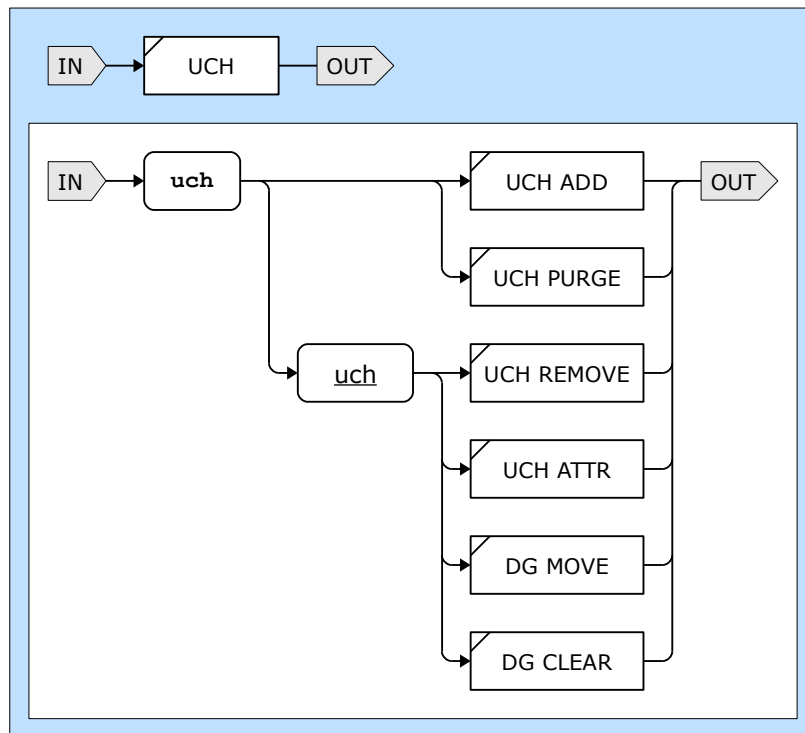 IN UCH OUT
IN uch UCH ADD OUT
UCH PURGE
uch UCH REMOVE
UCH ATTR
DG MOVE
DG CLEAR